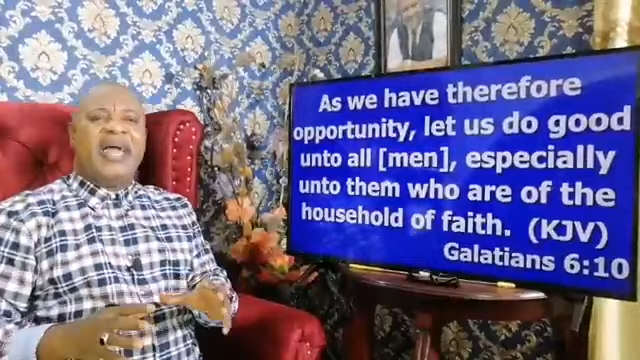 As we have therefore
opportunity, let us do good
unto all [men], especially
unto them who are of the
household of faith. (KJV)
Galatians 6:10